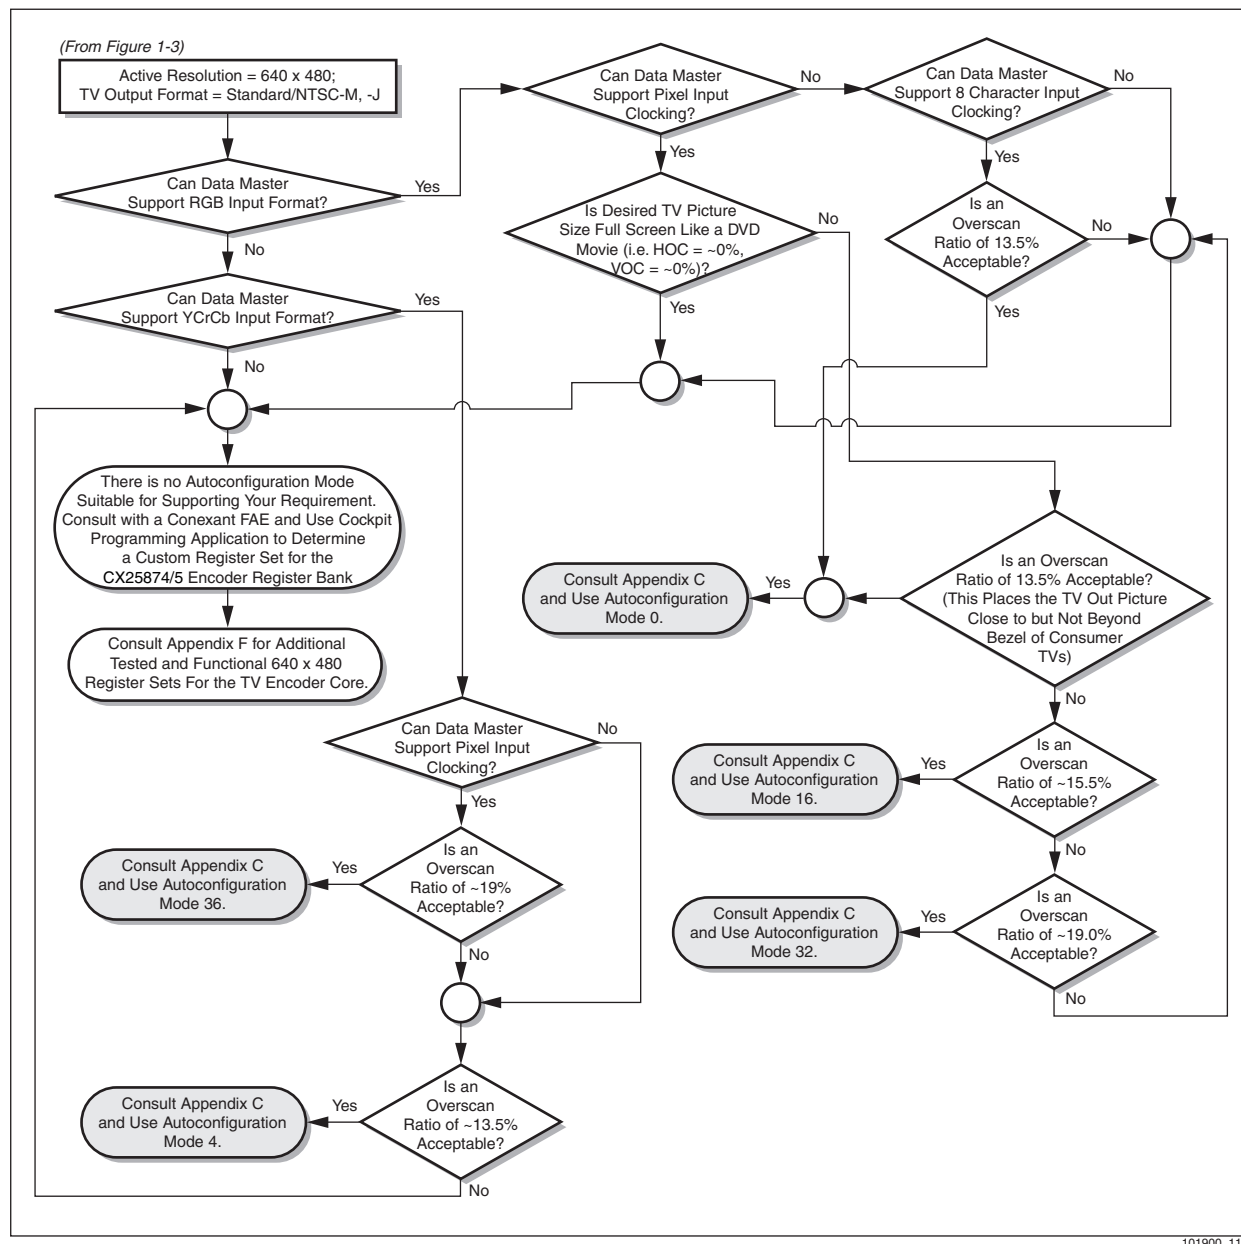 (From Figure 1-3)
Active Resolution = 640 x 480;
TV Output Format = Standard/NTSC-M, -J
Can Data Master
Support RGB Input Format?
Yes
No
Can Data Master
Support YCrCb Input Format?
Yes
No
There is no Autoconfiguration Mode
Suitable for Supporting Your Requirement.
Consult with a Conexant FAE and Use Cockpit
Programming Application to Determine
a Custom Register Set for the
CX25874/5 Encoder Register Bank
Consult Appendix F for Additional
Tested and Functional 640 x 480
Register Sets For the TV Encoder Core.
Can Data Master
Support Pixel Input
Clocking?
No
Yes
Can Data Master
Support 8 Character Input
Clocking?
No
Yes
Is Desired TV Picture
Size Full Screen Like a DVD
Movie (i.e. HOC = ~0%,
VOC = ~0%)?
No
Yes
Is an
Overscan
Ratio of 13.5%
Acceptable?
No
Yes
Is an Overscan
Ratio of 13.5% Acceptable?
(This Places the TV Out Picture
Close to but Not Beyond
Bezel of Consumer
TVs)
Yes
No
Consult Appendix C
and Use Autoconfiguration
Mode 0.
Is an
Overscan
Ratio of ~15.5%
Acceptable?
Yes
No
Consult Appendix C
and Use Autoconfiguration
Mode 16.
Is an
Overscan
Ratio of ~19.0%
Acceptable?
Yes
No
Consult Appendix C
and Use Autoconfiguration
Mode 32.
Can Data Master
Support Pixel Input
Clocking?
No
Yes
Is an
Overscan
Ratio of ~19%
Acceptable?
Yes
No
Consult Appendix C
and Use Autoconfiguration
Mode 36.
Is an
Overscan
Ratio of ~13.5%
Acceptable?
Yes
No
Consult Appendix C
and Use Autoconfiguration
Mode 4.